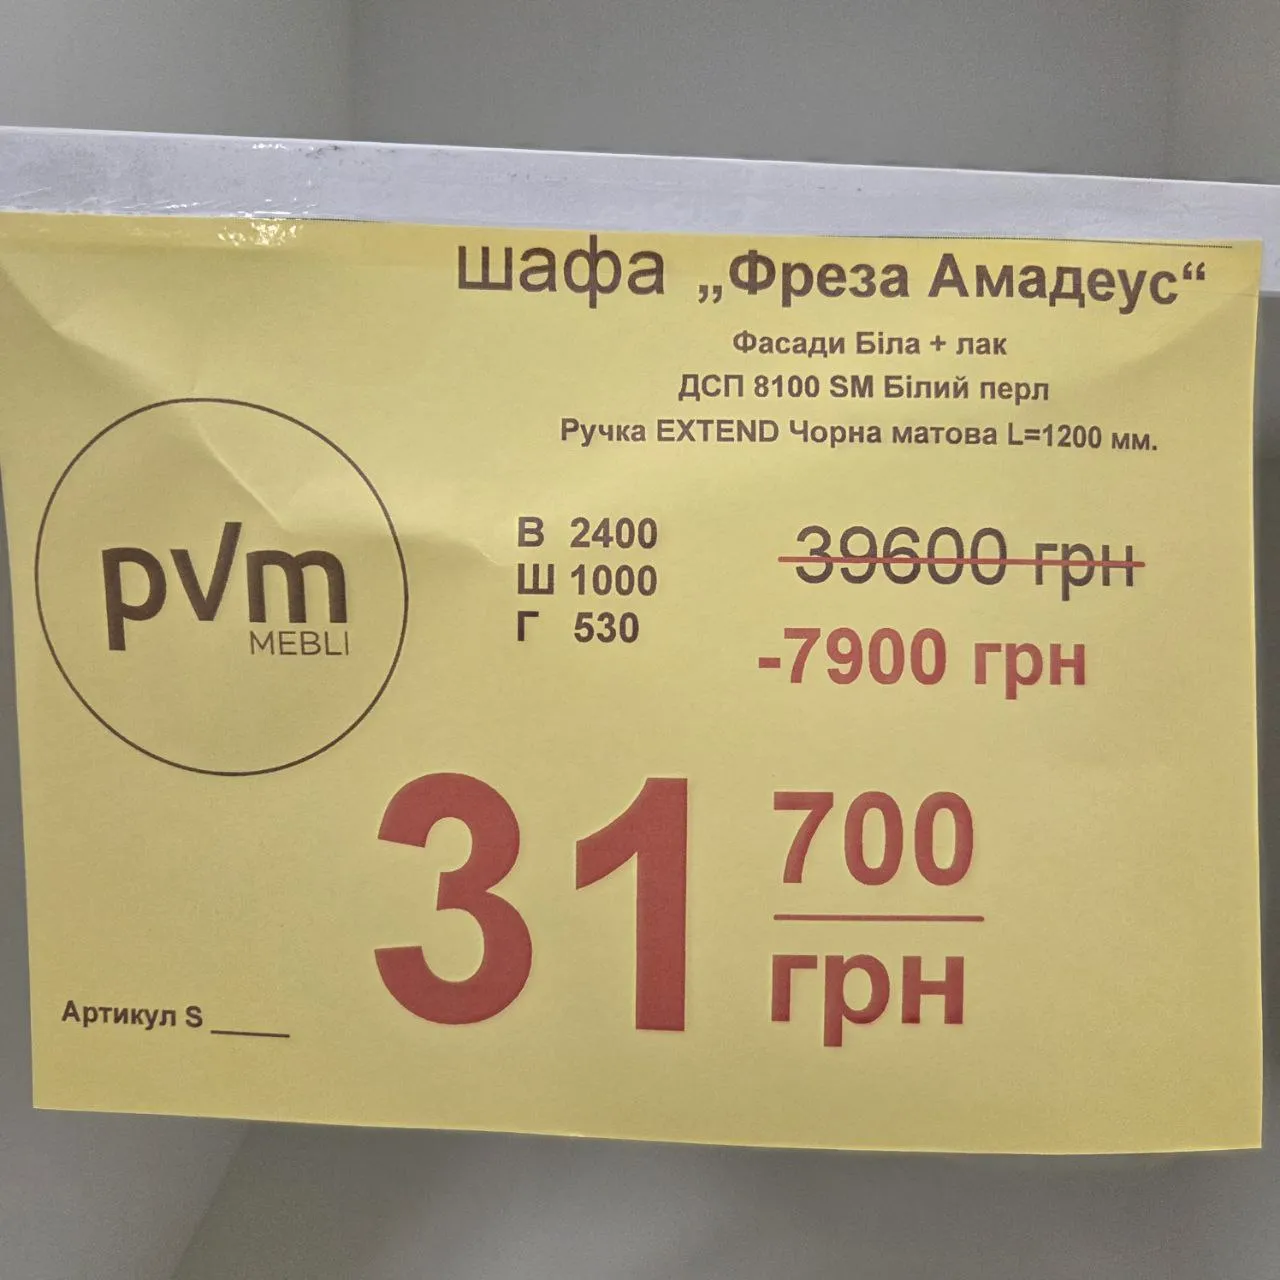 шафа „Фреза Амадеус“
Фасади Біла + лак
ДСП 8100 SM Білий перл
Ручка EXTEND Чорна матова L=1200 мм.
pvm
MEBLI
В 2400
Ш 1000
Г 530
39600 грн
-7900 грн
31 700
грн
Артикул S _____